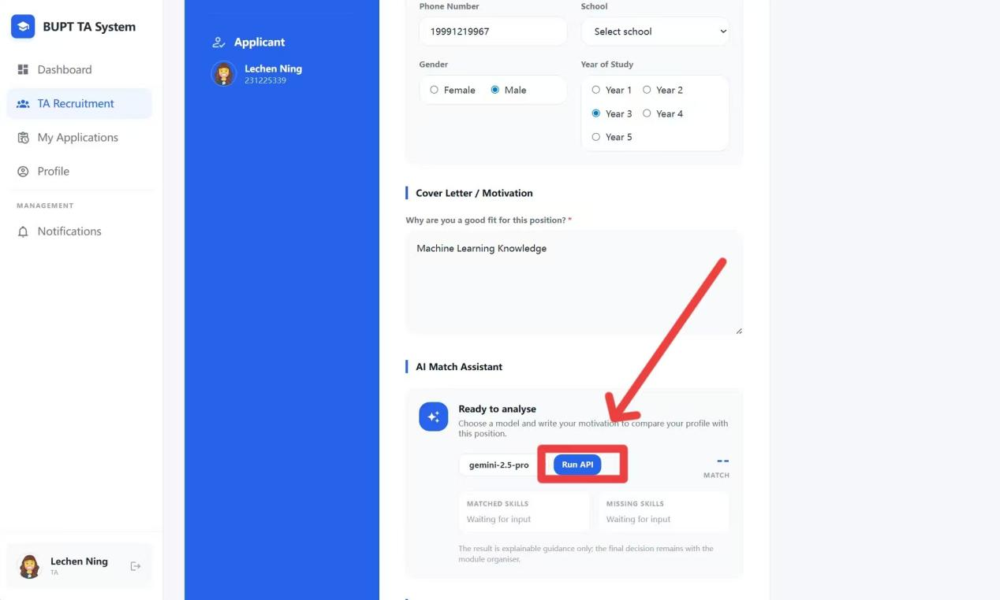 BUPT TA System
Dashboard
TA Recruitment
My Applications
Profile
MANAGEMENT
Notifications
Lechen Ning
TA
Applicant
Lechen Ning
231225339
Phone Number
19991219967
School
Select school
Gender
Female
Male
Year of Study
Year 1
Year 2
Year 3
Year 4
Year 5
Cover Letter / Motivation
Why are you a good fit for this position? *
Machine Learning Knowledge
AI Match Assistant
Ready to analyse
Choose a model and write your motivation to compare your profile with
this position.
gemini-2.5-pro
Run API
--
MATCH
MATCHED SKILLS
Waiting for input
MISSING SKILLS
Waiting for input
The result is explainable guidance only; the final decision remains with the
module organiser.